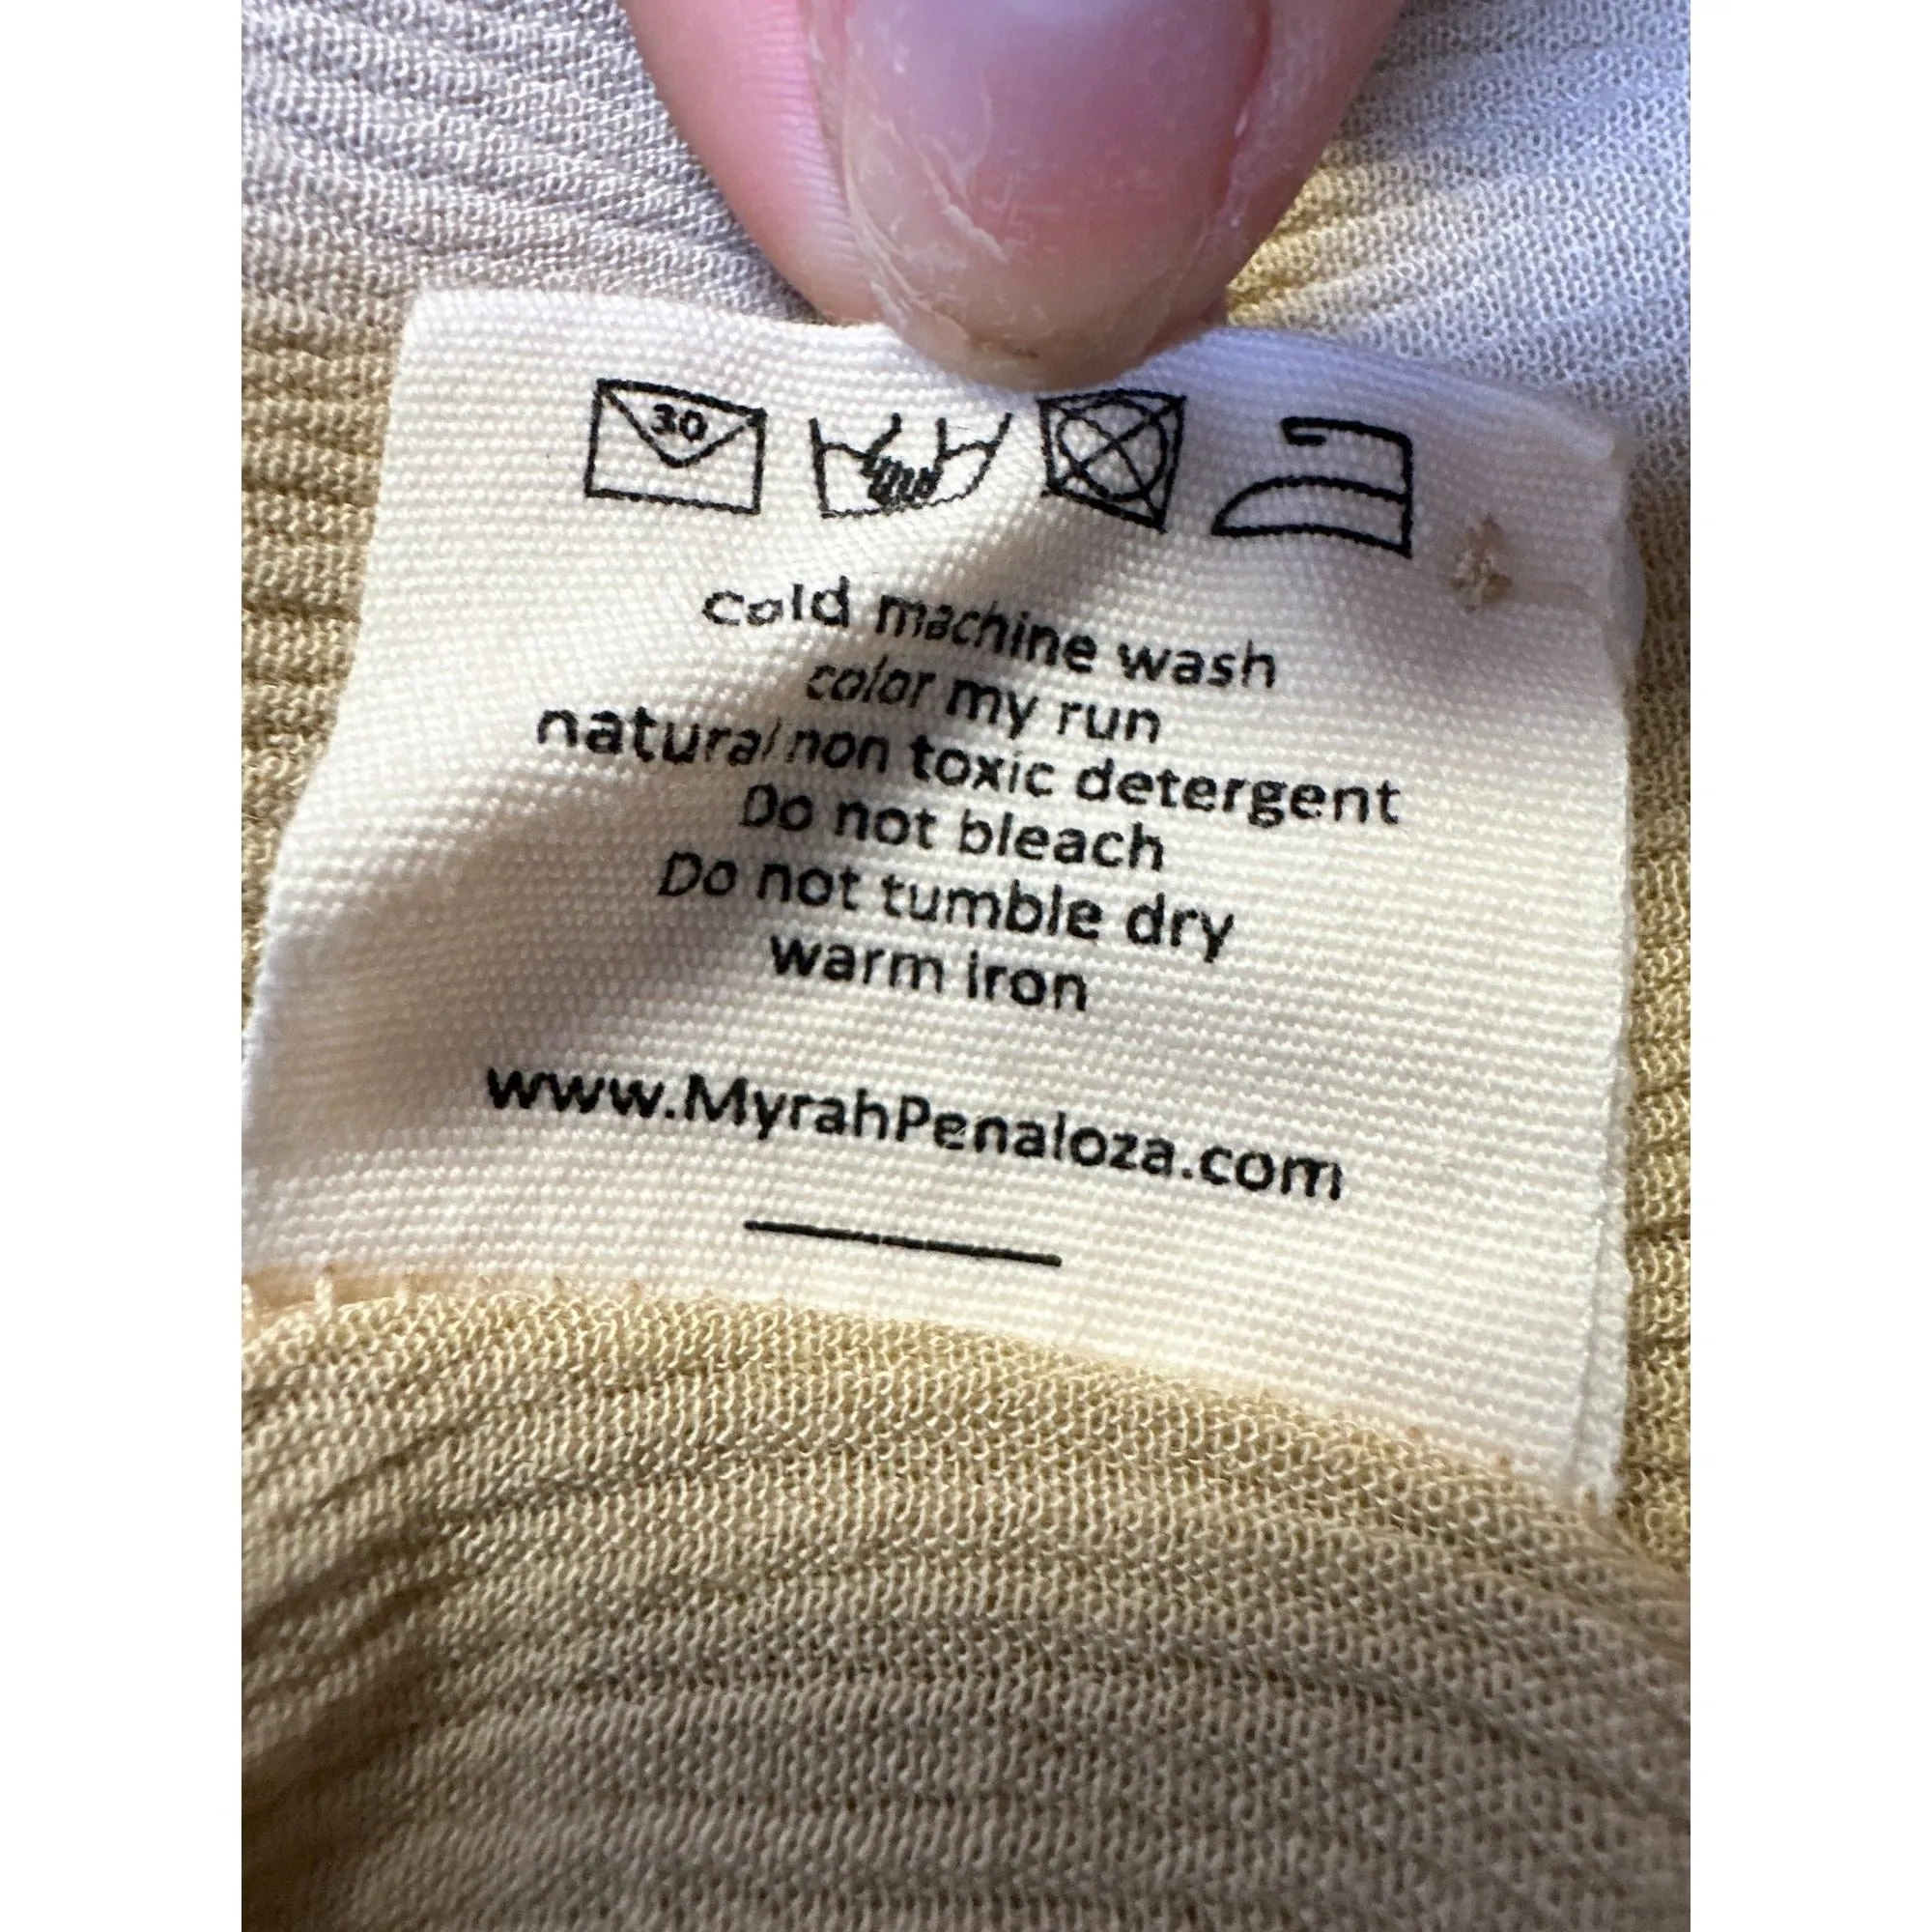 30
cold machine wash
color my run
natural non toxic detergent
Do not bleach
Do not tumble dry
warm iron
www.MyrahPenaloza.com